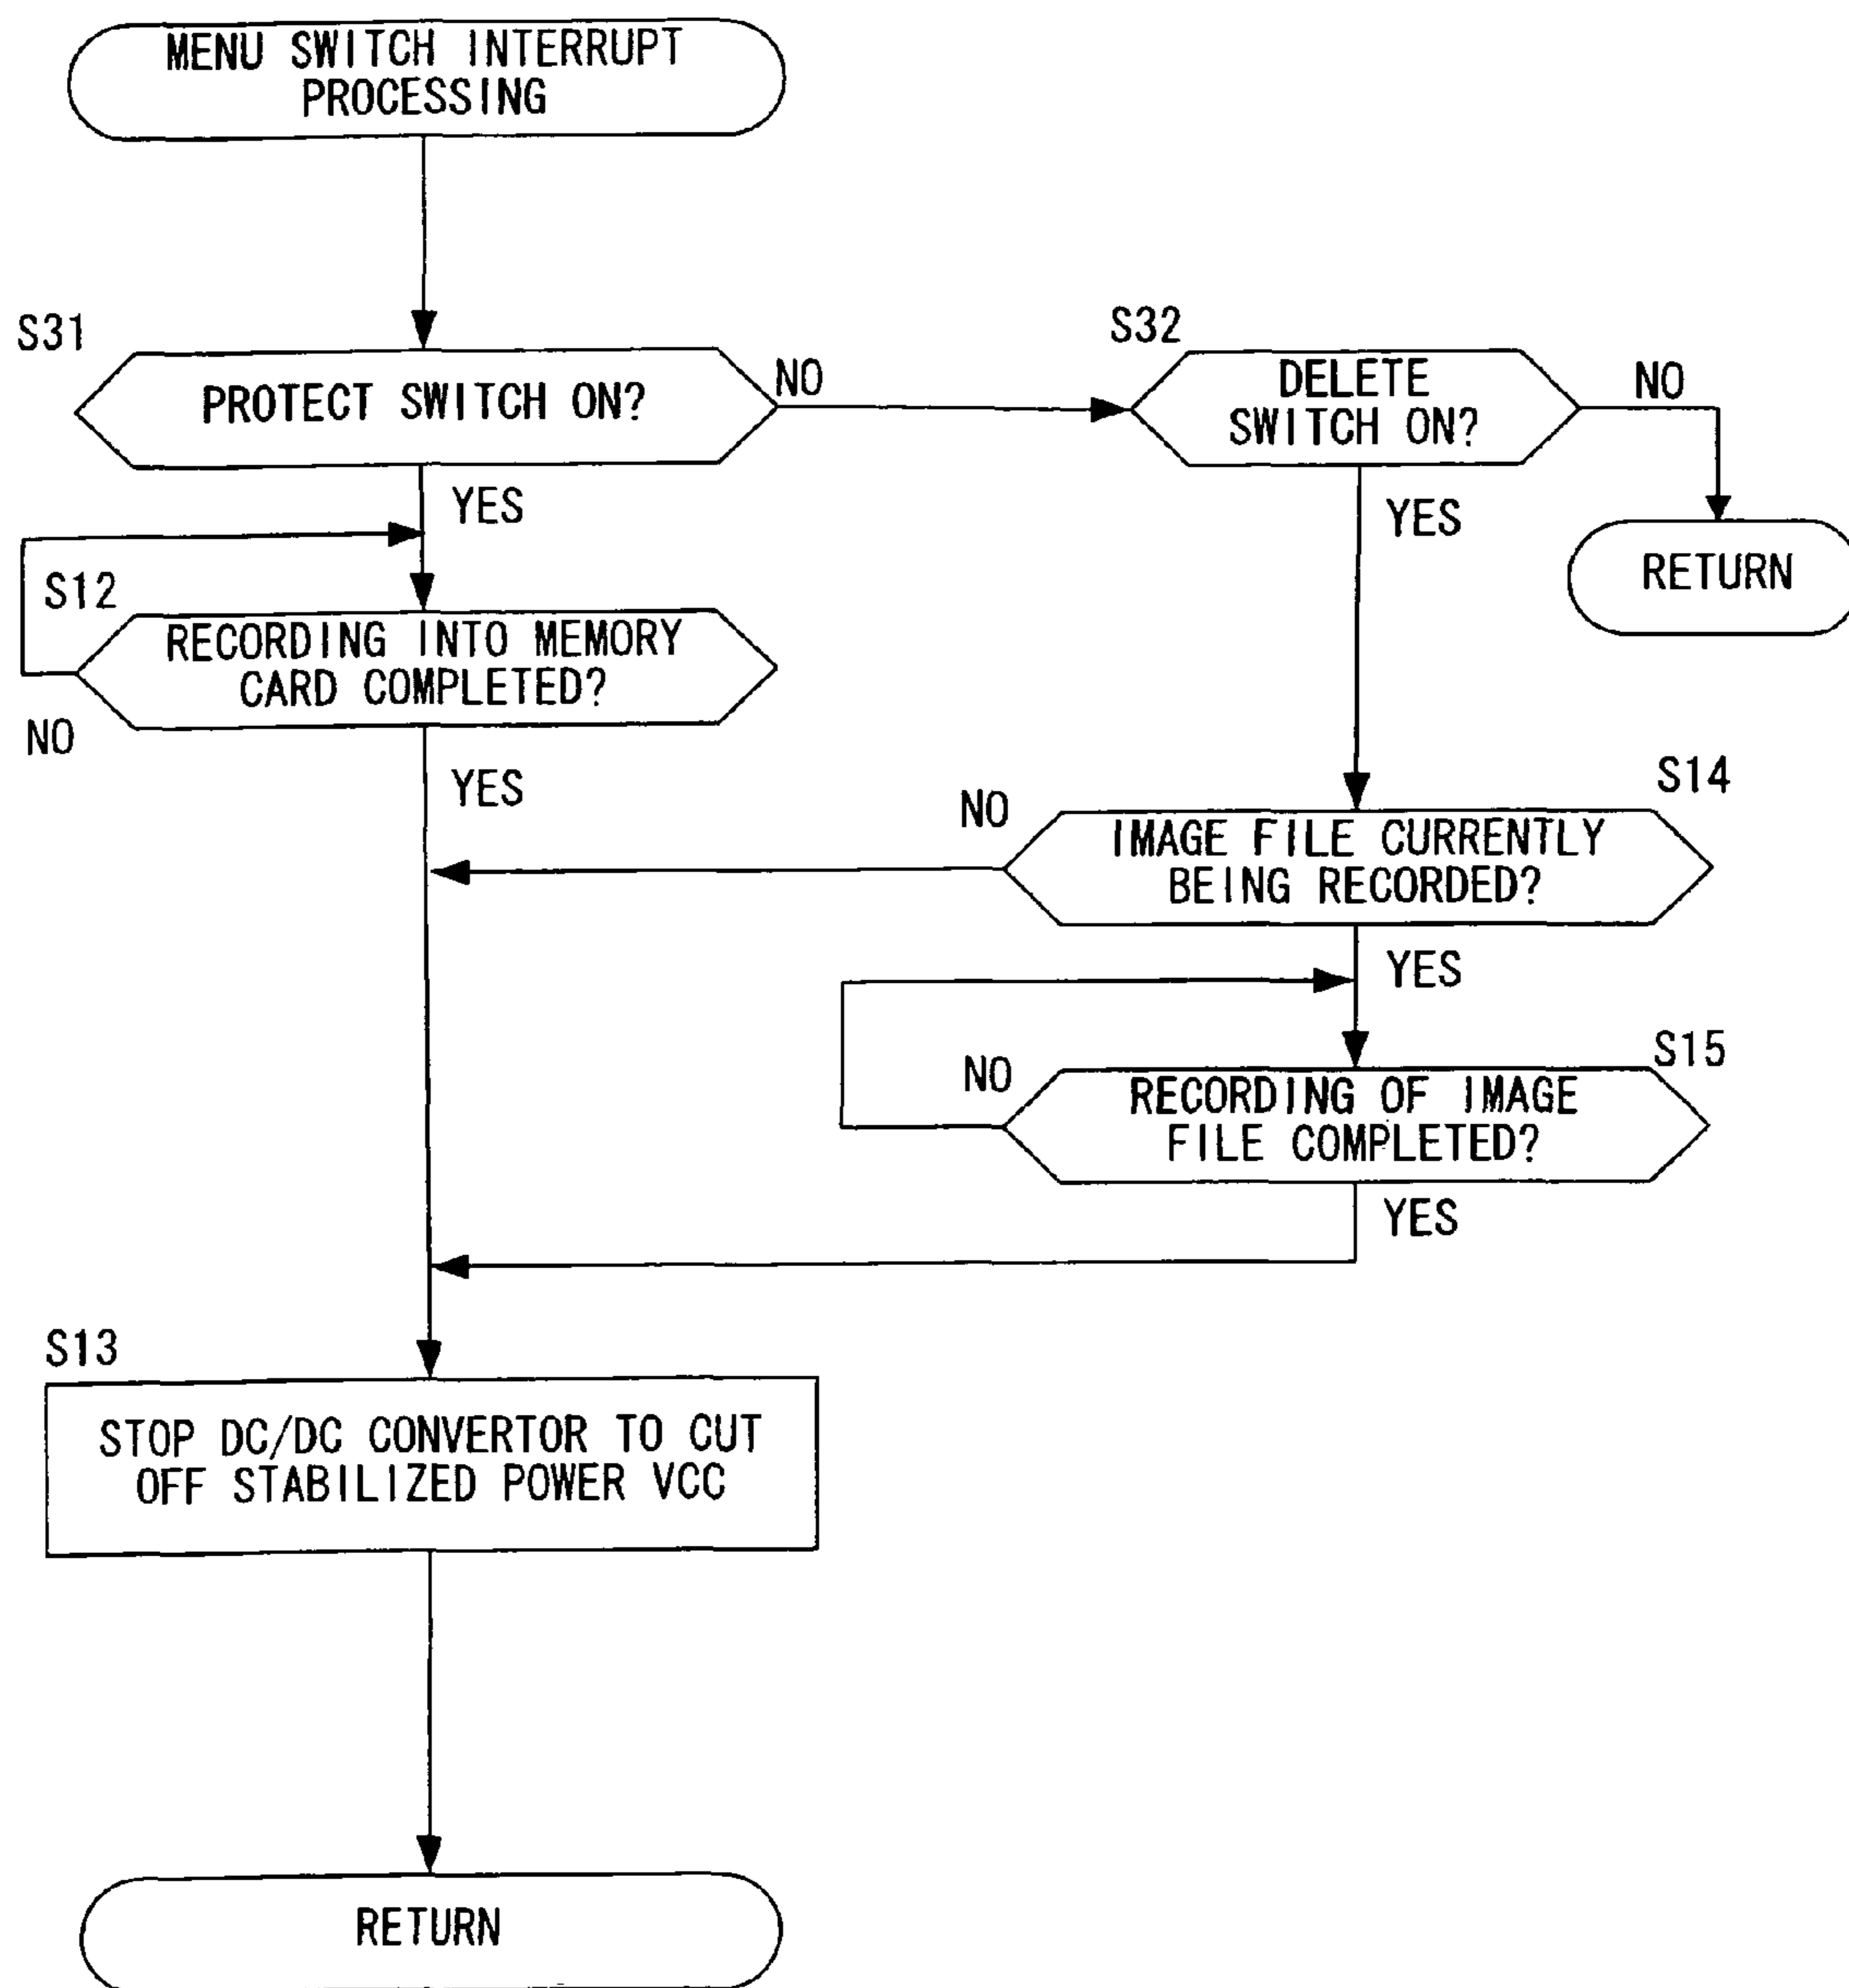 MENU SWITCH INTERRUPT
PROCESSING
S31
PROTECT SWITCH ON?
NO
S32
DELETE
SWITCH ON?
NO
YES
YES
RETURN
S12
RECORDING INTO MEMORY
CARD COMPLETED?
NO
YES
S14
NO
IMAGE FILE CURRENTLY
BEING RECORDED?
YES
S15
NO
RECORDING OF IMAGE
FILE COMPLETED?
YES
S13
STOP DC/DC CONVERTOR TO CUT
OFF STABILIZED POWER VCC
RETURN